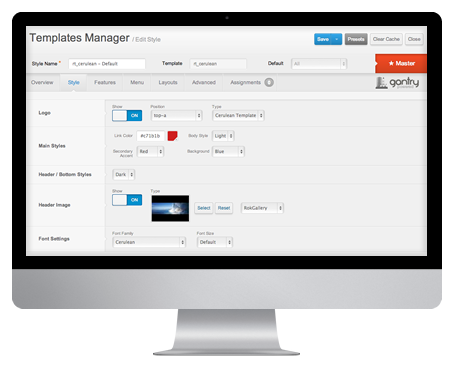 Templates Manager / Edit Style
Save Presets Clear Cache Close
Style Name * rt_cerulean - Default Template rt_cerulean Default All ★ Master
Overview Style Features Menu Layouts Advanced Assignments
gantry
Show Position Type
Logo ON top-a Cerulean Template
Main Styles
Link Color #c71b1b Body Style Light
Secondary Accent Red Background Blue
Header / Bottom Styles Dark
Show Type
Header Image ON Select Reset RokGallery
Font Family Font Size
Font Settings Cerulean Default